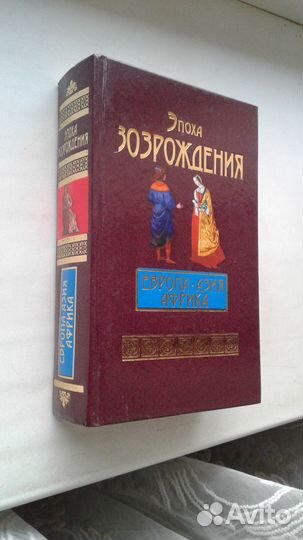 ЭПОХА
ВОЗРОЖДЕНИЯ
ЕВРОПА · АЗИЯ
АФРИКА
ЭПОХА
ВОЗРОЖДЕНИЯ
ЕВРОПА · АЗИЯ
АФРИКА
Avito